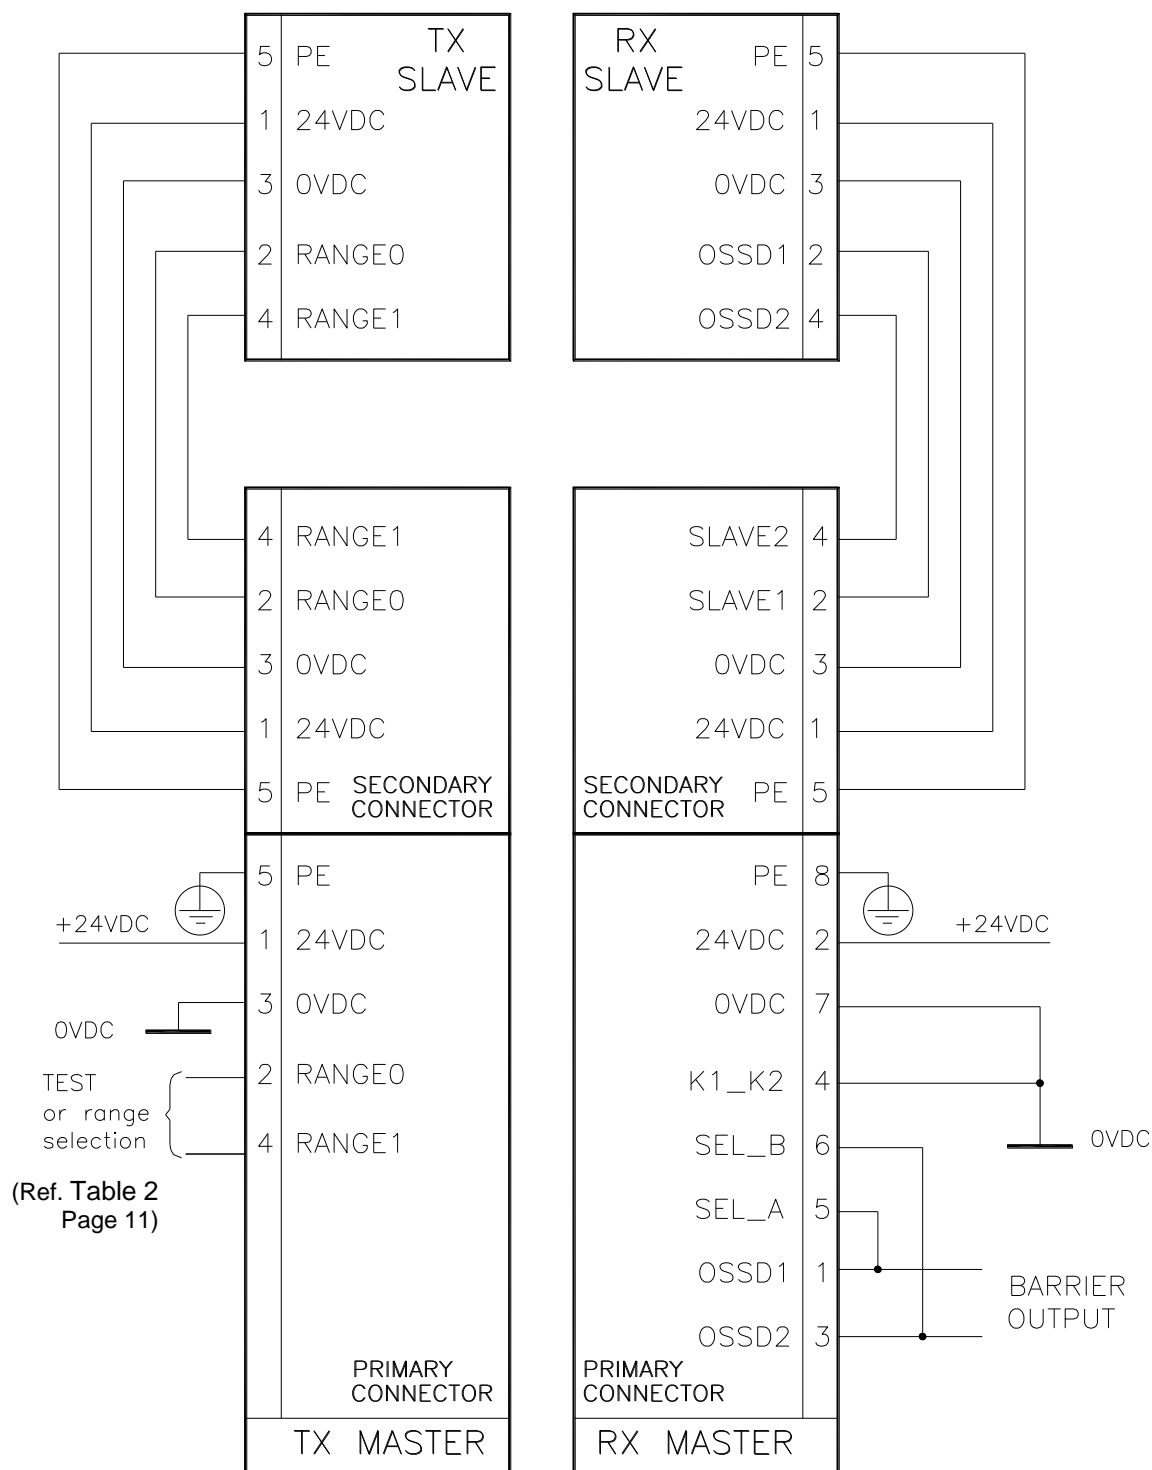 TX
SLAVE
5 PE
1 24VDC
3 0VDC
2 RANGE0
4 RANGE1
RX
SLAVE
PE 5
24VDC 1
0VDC 3
OSSD1 2
OSSD2 4
4 RANGE1
2 RANGE0
3 0VDC
1 24VDC
5 PE
SECONDARY
CONNECTOR
SLAVE2 4
SLAVE1 2
0VDC 3
24VDC 1
PE 5
SECONDARY
CONNECTOR
5 PE
+24VDC
1 24VDC
3 0VDC
0VDC
2 RANGE0
TEST
or range
selection
4 RANGE1
(Ref. Table 2
Page 11)
PRIMARY
CONNECTOR
TX MASTER
PE 8
24VDC 2
+24VDC
0VDC 7
K1_K2 4
0VDC
SEL_B 6
SEL_A 5
OSSD1 1
OSSD2 3
BARRIER
OUTPUT
PRIMARY
CONNECTOR
RX MASTER